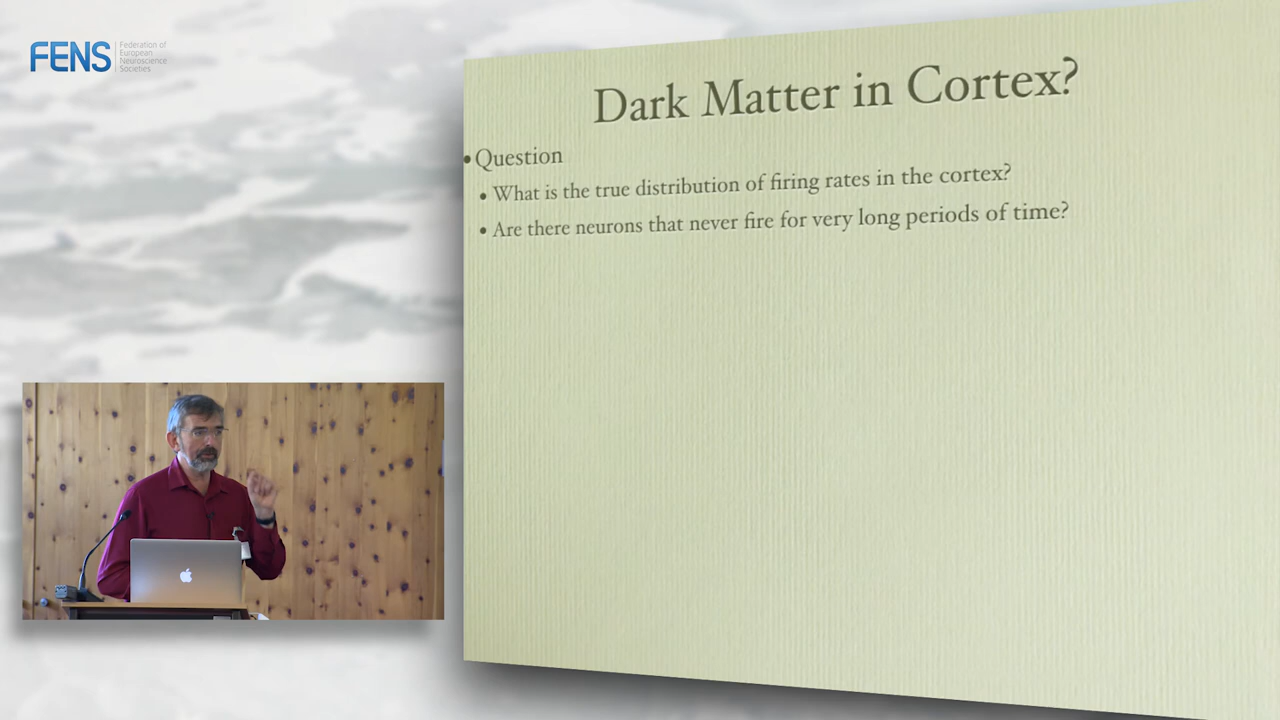 FENS
Federation of
European
Neuroscience
Societies
Dark Matter in Cortex?
• Question
• What is the true distribution of firing rates in the cortex?
• Are there neurons that never fire for very long periods of time?